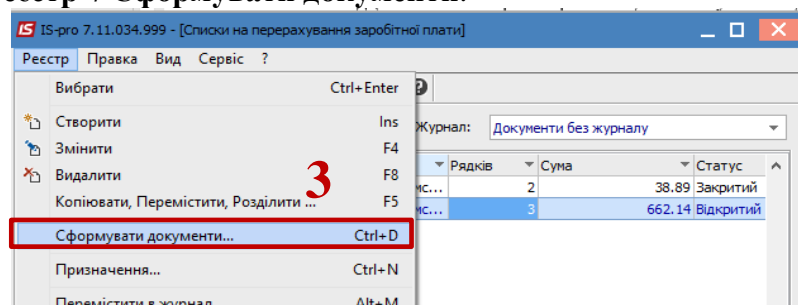 Сформувати документи.
IS-pro 7.11.034.999 - [Списки на перерахування заробітної плати]
Реєстр Правка Вид Сервіс ?
Вибрати Ctrl+Enter
Створити Ins
Журнал: Документи без журналу
Змінити F4
Видалити F8
Рядків Сума Статус
3
2 38.89 Закритий
Копіювати, Перемістити, Розділити ... F5
3 662.14 Відкритий
Сформувати документи... Ctrl+D
Призначення... Ctrl+N
Перемістити в журнал Alt+M